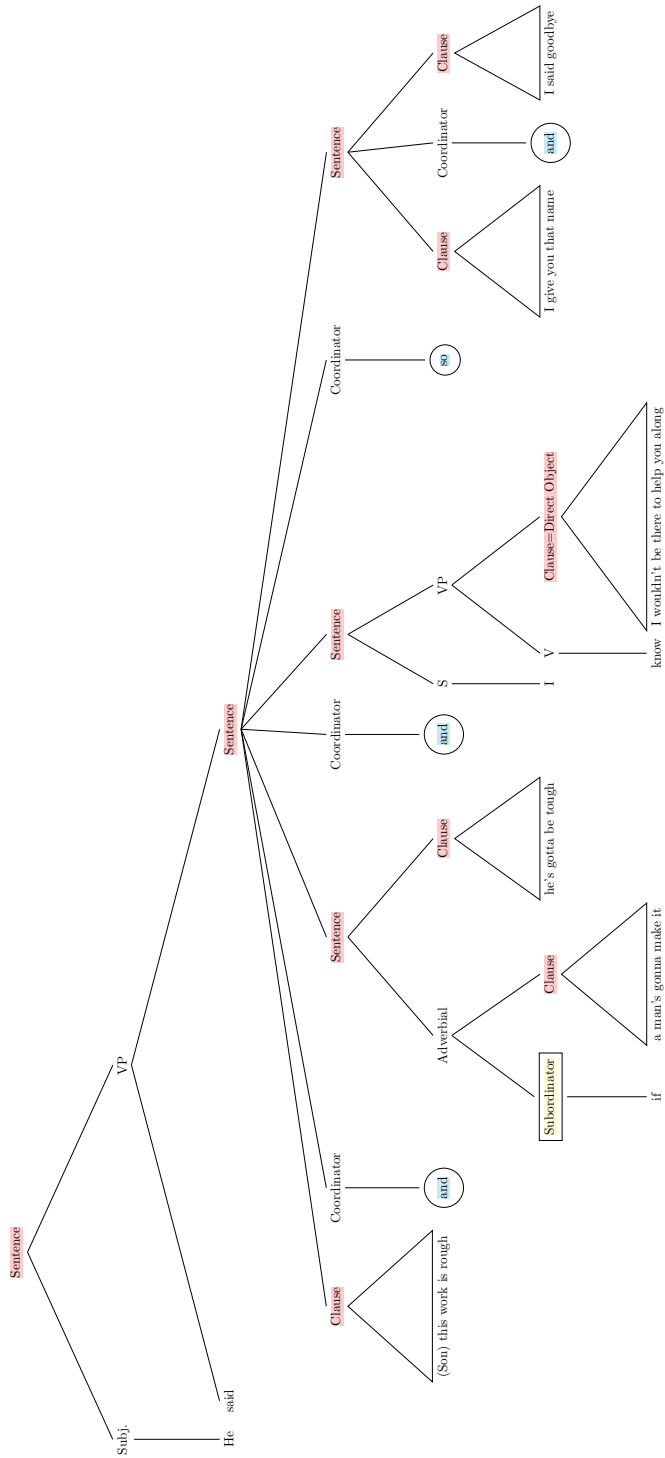 Sentence
Subj.
VP
He
said
Sentence
Clause
Coordinator
Sentence
Coordinator
Sentence
Coordinator
Sentence
(Son) this work is rough
and
Adverbial
Clause
and
S
VP
so
Clause
Coordinator
Clause
Subordinator
Clause
he's gotta be tough
I
V
Clause=Direct Object
I give you that name
and
I said goodbye
if
a man's gonna make it
know
I wouldn't be there to help you along